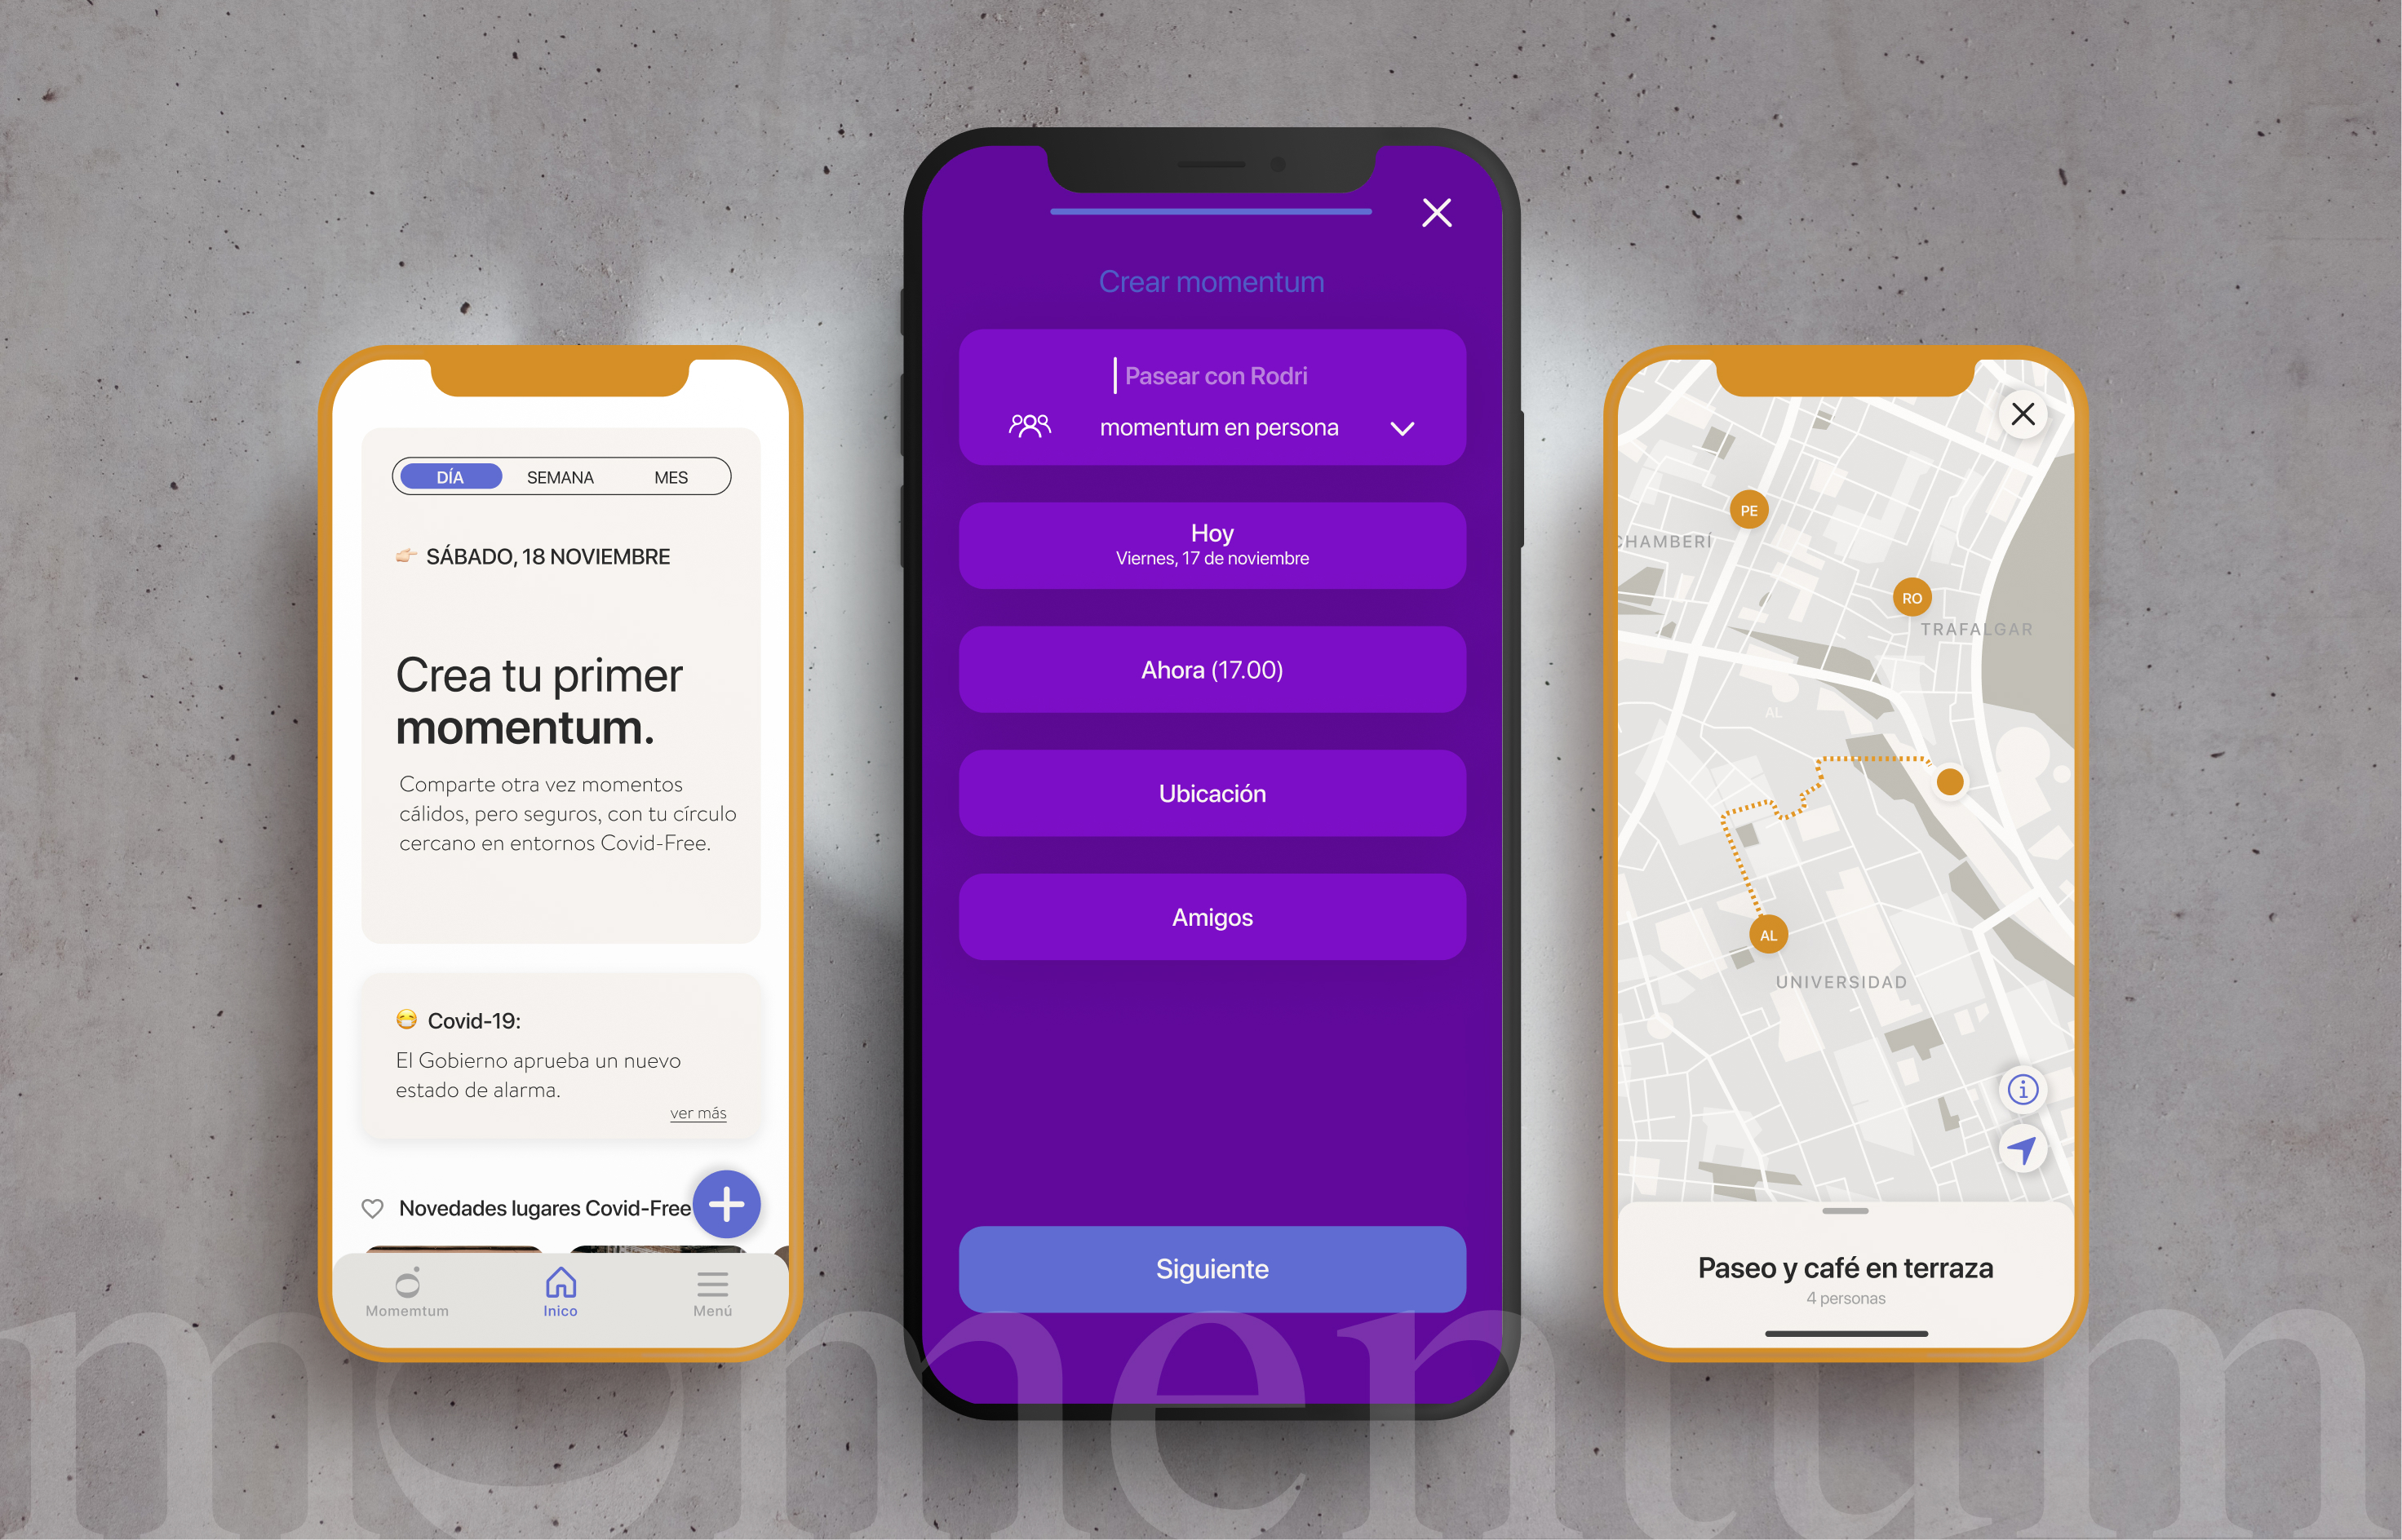 DÍA SEMANA MES
SÁBADO, 18 NOVIEMBRE
Crea tu primer
momentum.
Comparte otra vez momentos
cálidos, pero seguros, con tu círculo
cercano en entornos Covid-Free.
Covid-19:
El Gobierno aprueba un nuevo
estado de alarma.
ver más
Novedades lugares Covid-Free
Momemtum Inico Menú
Crear momentum
Pasear con Rodri
momentum en persona
Hoy
Viernes, 17 de noviembre
Ahora (17.00)
Ubicación
Amigos
Siguiente
PE
CHAMBERÍ
RO
TRAFALGAR
AL
AL
UNIVERSIDAD
Paseo y café en terraza
4 personas
momentum